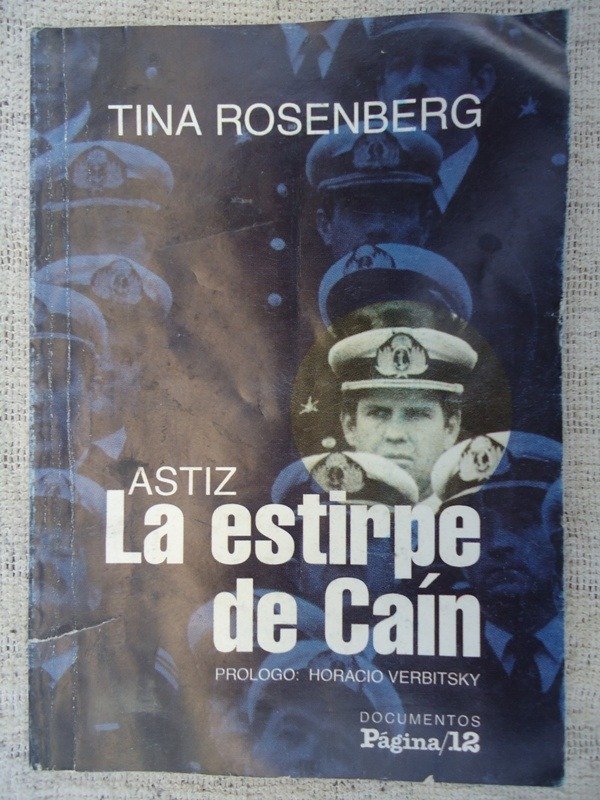 TINA ROSENBERG
ASTIZ
La estirpe
de Caín
PROLOGO: HORACIO VERBITSKY
DOCUMENTOS
Página/12